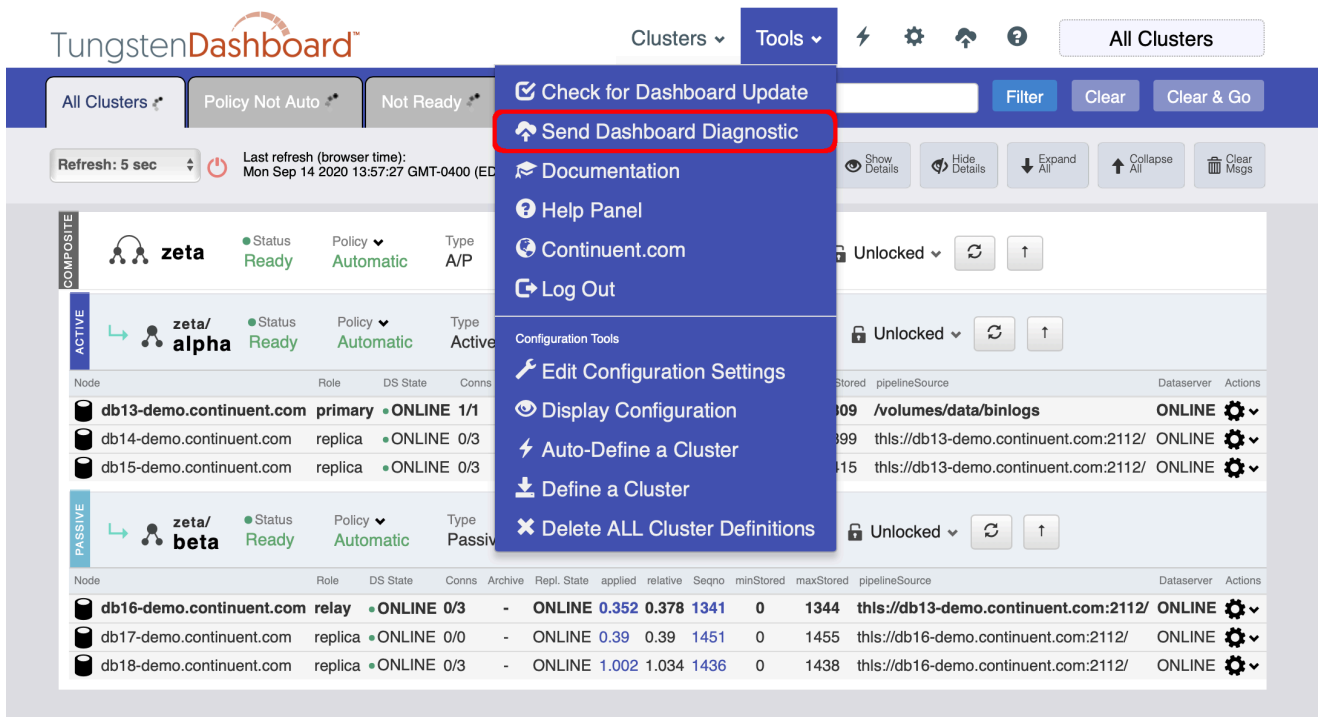 TungstenDashboard™ Clusters Tools All Clusters
All Clusters Policy Not Auto Not Ready Filter Clear Clear & Go
Check for Dashboard Update
Send Dashboard Diagnostic
Documentation
Help Panel
Continuent.com
Log Out
Configuration Tools
Edit Configuration Settings
Display Configuration
Auto-Define a Cluster
Define a Cluster
Delete ALL Cluster Definitions
Refresh: 5 sec
Last refresh (browser time):
Mon Sep 14 2020 13:57:27 GMT-0400 (ED
Show Details
Hide Details
Expand All
Collapse All
Clear Msgs
COMPOSITE
zeta
Status Policy Type
Ready Automatic A/P Unlocked
ACTIVE
zeta/
alpha
Status Policy Type
Ready Automatic Active Unlocked
Node Role DS State Conns Stored pipelineSource Dataserver Actions
db13-demo.continuent.com primary ONLINE 1/1 309 /volumes/data/binlogs ONLINE
db14-demo.continuent.com replica ONLINE 0/3 399 thls://db13-demo.continuent.com:2112/ ONLINE
db15-demo.continuent.com replica ONLINE 0/3 415 thls://db13-demo.continuent.com:2112/ ONLINE
PASSIVE
zeta/
beta
Status Policy Type
Ready Automatic Passiv Unlocked
Node Role DS State Conns Archive Repl. State applied relative Seqno minStored maxStored pipelineSource Dataserver Actions
db16-demo.continuent.com relay ONLINE 0/3 - ONLINE 0.352 0.378 1341 0 1344 thls://db13-demo.continuent.com:2112/ ONLINE
db17-demo.continuent.com replica ONLINE 0/0 - ONLINE 0.39 0.39 1451 0 1455 thls://db16-demo.continuent.com:2112/ ONLINE
db18-demo.continuent.com replica ONLINE 0/3 - ONLINE 1.002 1.034 1436 0 1438 thls://db16-demo.continuent.com:2112/ ONLINE